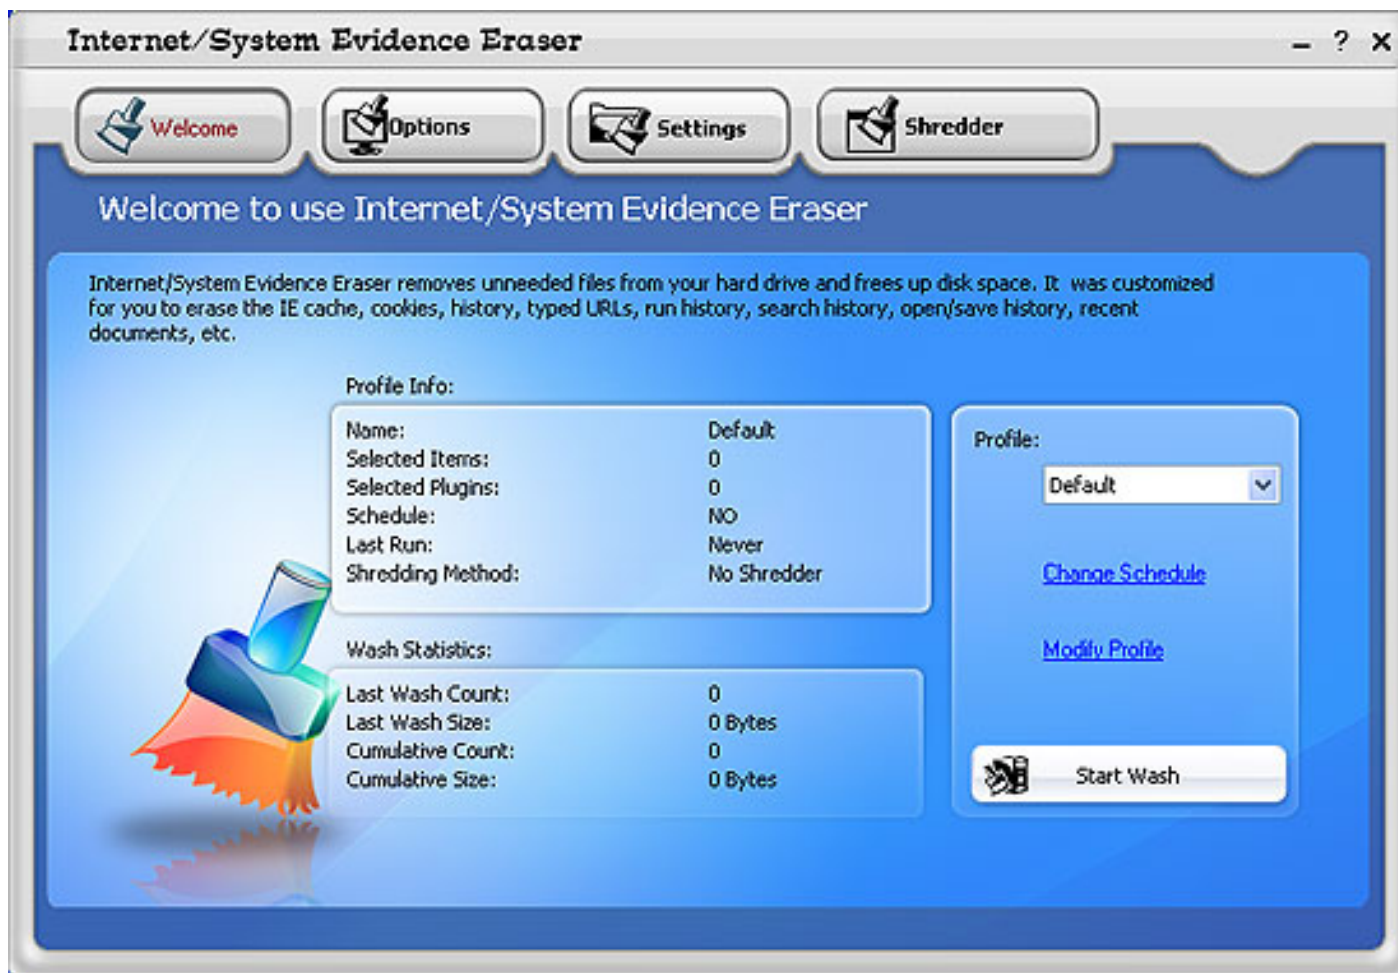 Internet/System Evidence Eraser
– ? ×
Welcome
Options
Settings
Shredder
Welcome to use Internet/System Evidence Eraser
Internet/System Evidence Eraser removes unneeded files from your hard drive and frees up disk space. It was customized
for you to erase the IE cache, cookies, history, typed URLs, run history, search history, open/save history, recent
documents, etc.
Profile Info:
Name: Default
Selected Items: 0
Selected Plugins: 0
Schedule: NO
Last Run: Never
Shredding Method: No Shredder
Wash Statistics:
Last Wash Count: 0
Last Wash Size: 0 Bytes
Cumulative Count: 0
Cumulative Size: 0 Bytes
Profile:
Default
Change Schedule
Modify Profile
Start Wash